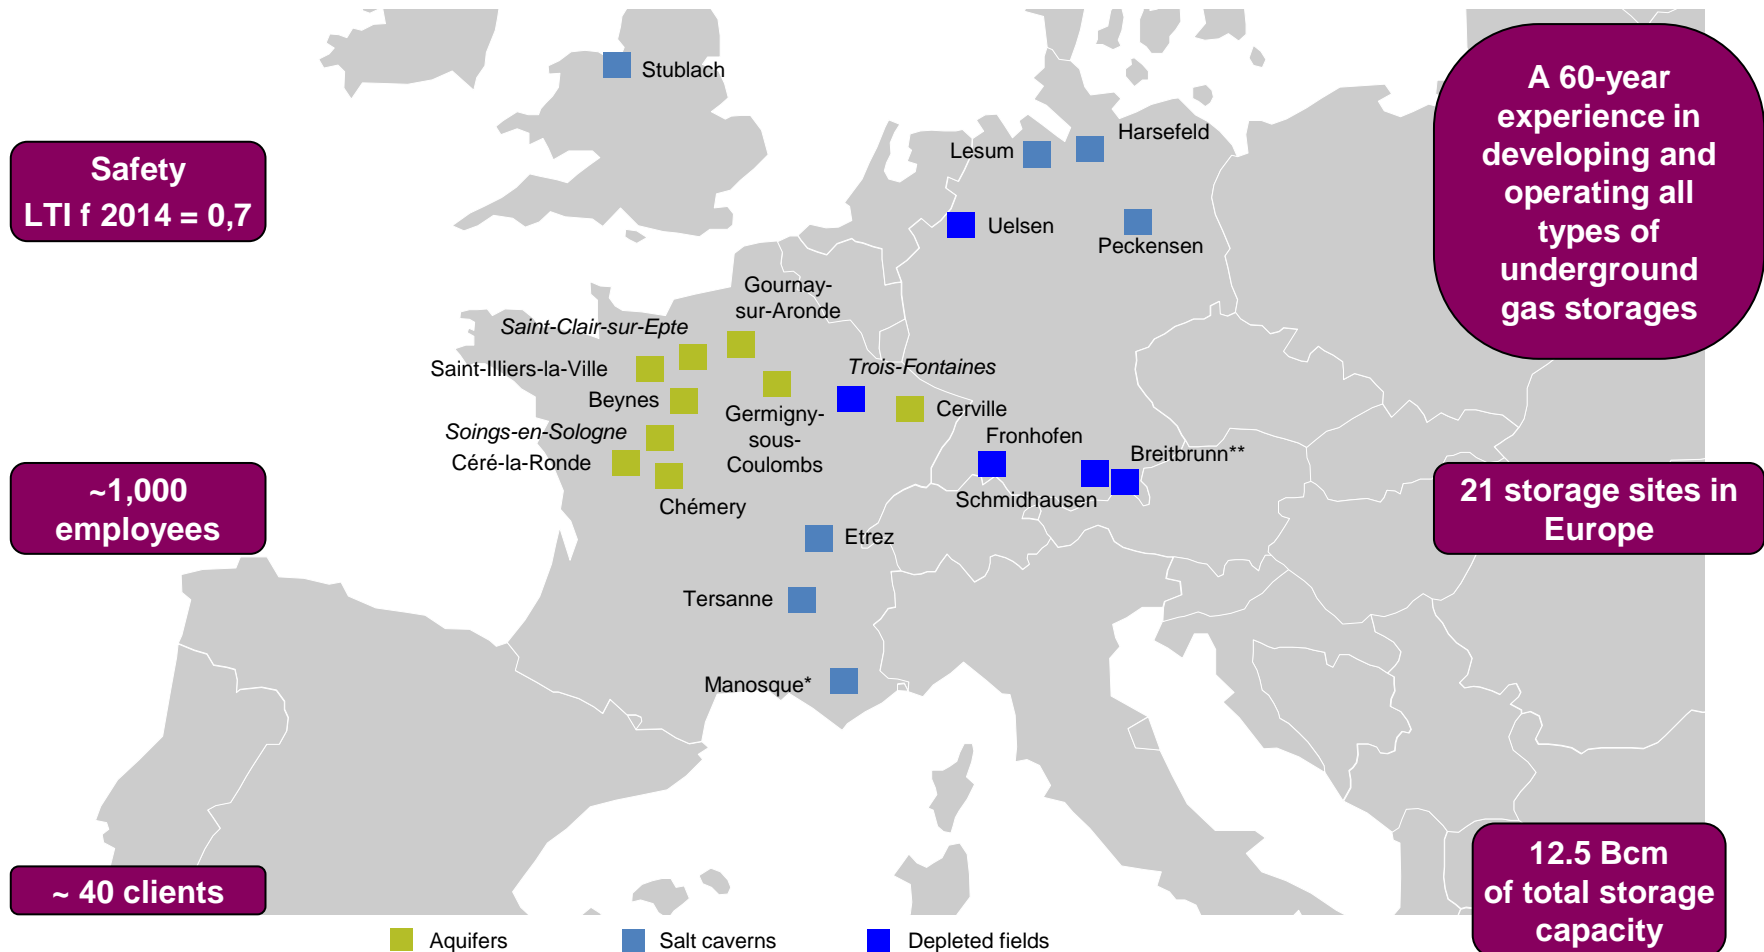 Stublach
A 60-year
experience in
developing and
operating all
types of
underground
gas storages
Safety
LTI f 2014 = 0,7
Harsefeld
Lesum
Uelsen
Peckensen
Gournay-
sur-Aronde
Saint-Clair-sur-Epte
Saint-Illiers-la-Ville
Trois-Fontaines
Beynes
Germigny-
sous-
Coulombs
Cerville
Soings-en-Sologne
Céré-la-Ronde
Chémery
Fronhofen
Breitbrunn**
Schmidhausen
~1,000
employees
21 storage sites in
Europe
Etrez
Tersanne
Manosque*
~ 40 clients
12.5 Bcm
of total storage
capacity
Aquifers
Salt caverns
Depleted fields